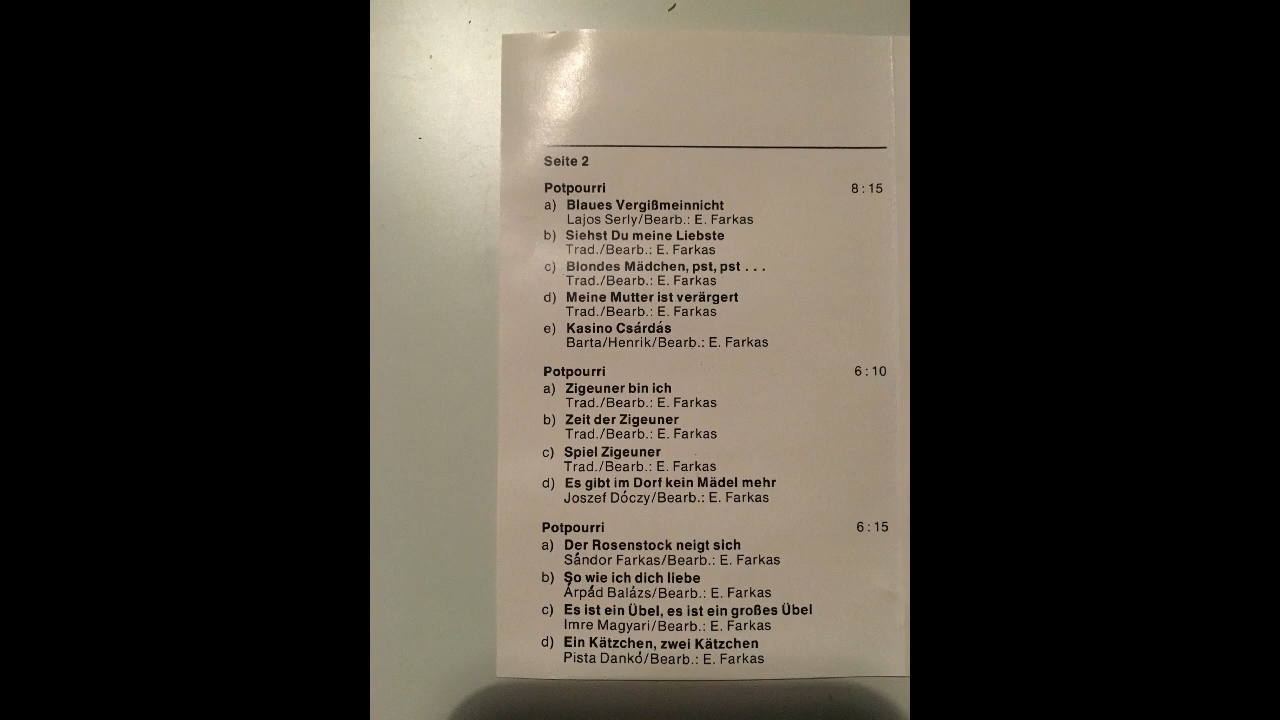 Seite 2
Potpourri 8:15
a) Blaues Vergißmeinnicht
Lajos Serly/Bearb.: E. Farkas
b) Siehst Du meine Liebste
Trad./Bearb.: E. Farkas
c) Blondes Mädchen, pst, pst . . .
Trad./Bearb.: E. Farkas
d) Meine Mutter ist verärgert
Trad./Bearb.: E. Farkas
e) Kasino Csárdás
Barta/Henrik/Bearb.: E. Farkas
Potpourri 6:10
a) Zigeuner bin ich
Trad./Bearb.: E. Farkas
b) Zeit der Zigeuner
Trad./Bearb.: E. Farkas
c) Spiel Zigeuner
Trad./Bearb.: E. Farkas
d) Es gibt im Dorf kein Mädel mehr
Joszef Dóczy/Bearb.: E. Farkas
Potpourri 6:15
a) Der Rosenstock neigt sich
Sándor Farkas/Bearb.: E. Farkas
b) So wie ich dich liebe
Árpád Balázs/Bearb.: E. Farkas
c) Es ist ein Übel, es ist ein großes Übel
Imre Magyari/Bearb.: E. Farkas
d) Ein Kätzchen, zwei Kätzchen
Pista Dankó/Bearb.: E. Farkas